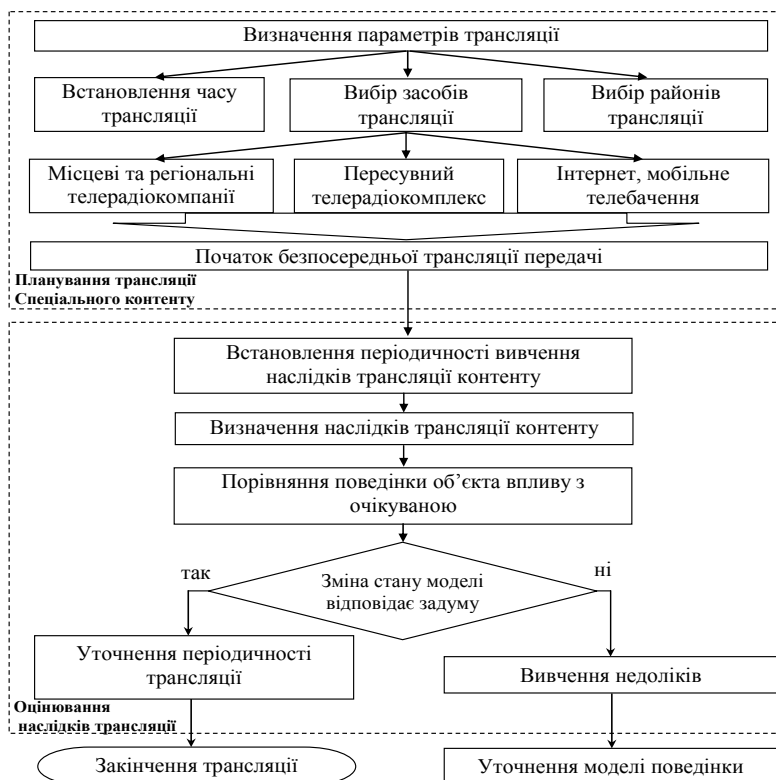 Визначення параметрів трансляції
Встановлення часу
трансляції
Вибір засобів
трансляції
Вибір районів
трансляції
Місцеві та регіональні
телерадіокомпанії
Пересувний
телерадіокомплекс
Інтернет, мобільне
телебачення
Початок безпосередньої трансляції передачі
Планування трансляції
Спеціального контенту
Встановлення періодичності вивчення
наслідків трансляції контенту
Визначення наслідків трансляції контенту
Порівняння поведінки об’єкта впливу з
очікуваною
так
Зміна стану моделі
відповідає задуму
ні
Уточнення періодичності
трансляції
Вивчення недоліків
Оцінювання
наслідків трансляції
Закінчення трансляції
Уточнення моделі поведінки